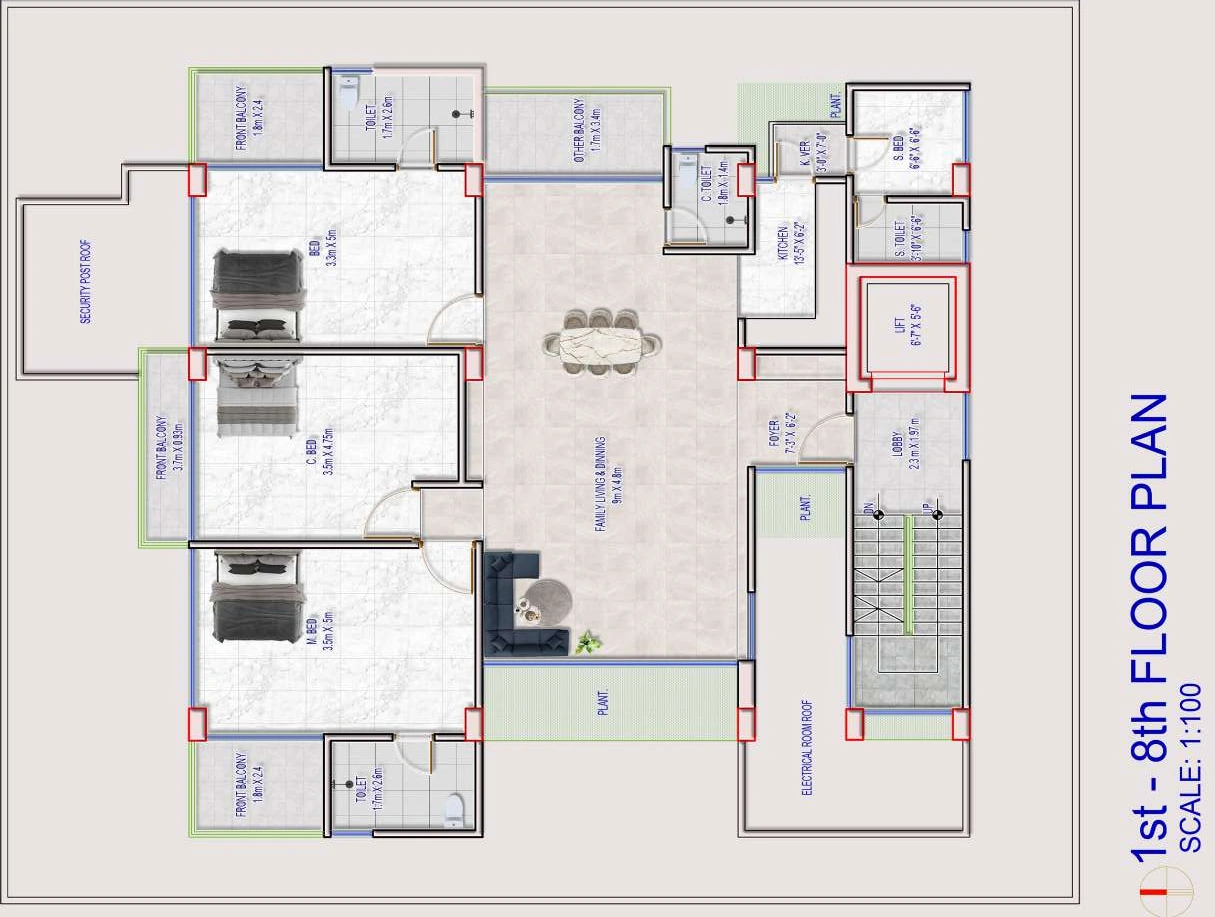 FRONT BALCONY
1.8m X 2.4
TOILET
1.7m X 2.6m
OTHER BALCONY
1.7m X 3.4m
PLANT.
K. VER.
3'-0" X 7'-0"
S. BED
6'-6" X 6'-6"
C. TOILET
1.8m X 1.4m
SECURITY POST ROOF
BED
3.3m X 5m
KITCHEN
13'-5" X 6'-2"
S. TOILET
3'-10" X 6'-6"
LIFT
6'-7" X 5'-6"
FRONT BALCONY
3.7m X 0.93m
C. BED
3.5m X 4.75m
FAMILY LIVING & DINNING
9m X 4.8m
FOYER
7'-3" X 6'-2"
LOBBY
2.3 m X 1.97 m
PLANT.
DN
UP
M. BED
3.5m X 5m
PLANT.
ELECTRICAL ROOM ROOF
FRONT BALCONY
1.8m X 2.4
TOILET
1.7m X 2.6m
1st - 8th FLOOR PLAN
SCALE: 1:100